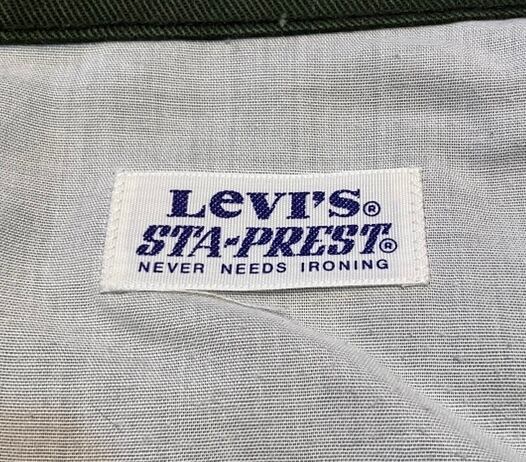 Levi's®
STA-PREST®
NEVER NEEDS IRONING